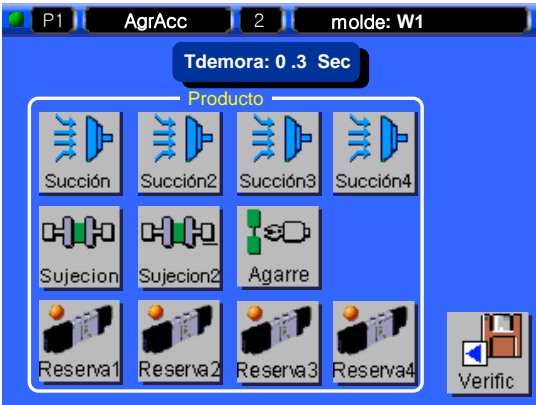 P1 AgrAcc 2 molde: W1
Tdemora: 0 .3 Sec
Producto
Succión Succión2 Succión3 Succión4
Sujecion Sujecion2 Agarre
Reserva1 Reserva2 Reserva3 Reserva4
Verific